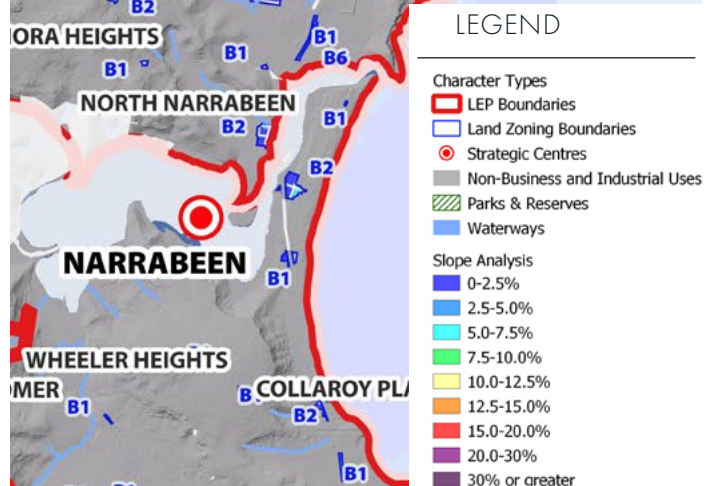 B2
ORA HEIGHTS
B1
B1
B6
B1
NORTH NARRABEEN
B2
B1
B2
NARRABEEN
B1
WHEELER HEIGHTS
MER
B1
B
COLLAROY PLA
B2
B1
LEGEND
Character Types
LEP Boundaries
Land Zoning Boundaries
Strategic Centres
Non-Business and Industrial Uses
Parks & Reserves
Waterways
Slope Analysis
0-2.5%
2.5-5.0%
5.0-7.5%
7.5-10.0%
10.0-12.5%
12.5-15.0%
15.0-20.0%
20.0-30%
30% or greater